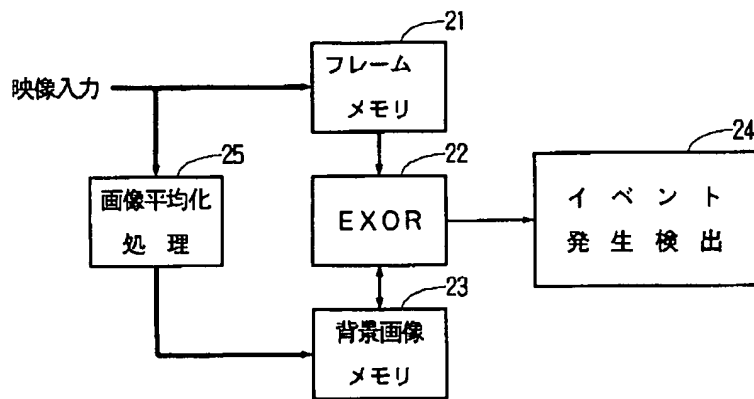 21
フレーム
メモリ
映像入力
25
画像平均化
処理
22
EXOR
24
イベント
発生検出
23
背景画像
メモリ